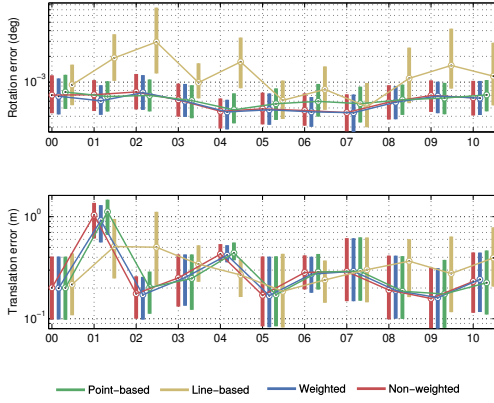 Rotation error (deg)
10−3
00 01 02 03 04 05 06 07 08 09 10
Translation error (m)
100
10−1
00 01 02 03 04 05 06 07 08 09 10
Point−based Line−based Weighted Non−weighted